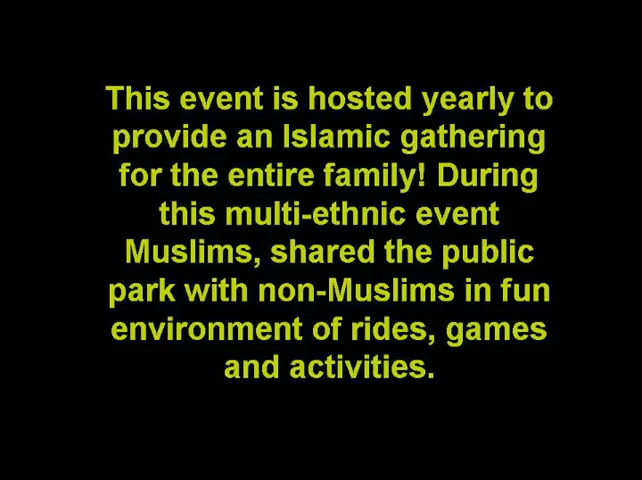 This event is hosted yearly to
provide an Islamic gathering
for the entire family! During
this multi-ethnic event
Muslims, shared the public
park with non-Muslims in fun
environment of rides, games
and activities.